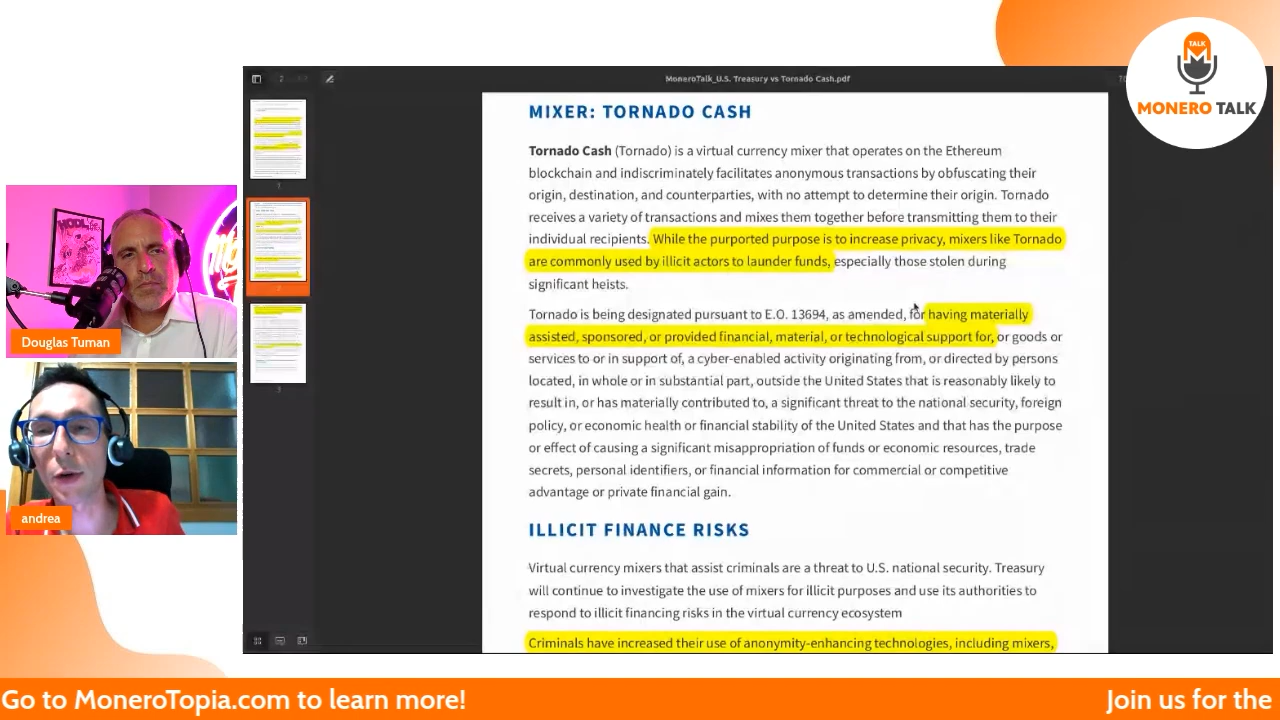 TALK
MONERO TALK
2
MoneroTalk_U.S. Treasury vs Tornado Cash.pdf
MIXER: TORNADO CASH
Tornado Cash (Tornado) is a virtual currency mixer that operates on the Ethereum
blockchain and indiscriminately facilitates anonymous transactions by obfuscating their
origin, destination, and counterparties, with no attempt to determine their origin. Tornado
receives a variety of transactions and mixes them together before transmitting them to their
individual recipients. While the purported purpose is to increase privacy, mixers like Tornado
are commonly used by illicit actors to launder funds, especially those stolen during
significant heists.
Tornado is being designated pursuant to E.O. 13694, as amended, for having materially
assisted, sponsored, or provided financial, material, or technological support for, or goods or
services to or in support of, a cyber-enabled activity originating from, or directed by persons
located, in whole or in substantial part, outside the United States that is reasonably likely to
result in, or has materially contributed to, a significant threat to the national security, foreign
policy, or economic health or financial stability of the United States and that has the purpose
or effect of causing a significant misappropriation of funds or economic resources, trade
secrets, personal identifiers, or financial information for commercial or competitive
advantage or private financial gain.
ILLICIT FINANCE RISKS
Virtual currency mixers that assist criminals are a threat to U.S. national security. Treasury
will continue to investigate the use of mixers for illicit purposes and use its authorities to
respond to illicit financing risks in the virtual currency ecosystem
Criminals have increased their use of anonymity-enhancing technologies, including mixers,
1
2
3
HODL
Douglas Tuman
andrea
Go to MoneroTopia.com to learn more!
Join us for the